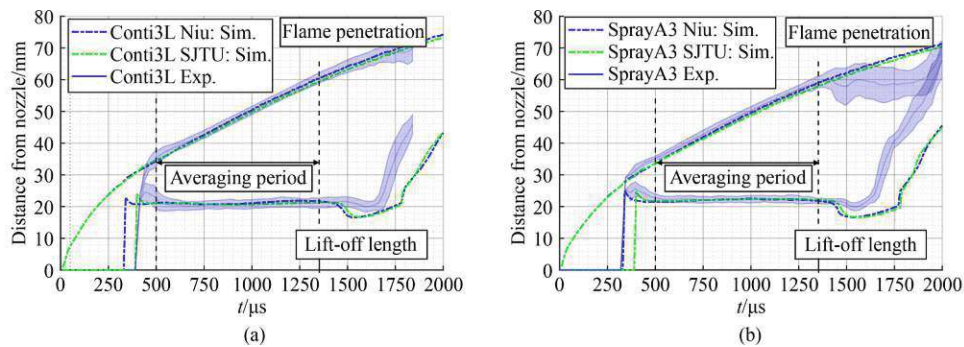 80
70
60
50
40
30
20
10
0
Distance from nozzle/mm
Conti3L Niu: Sim.
Conti3L SJTU: Sim.
Conti3L Exp.
Flame penetration
Averaging period
Lift-off length
0 250 500 750 1000 1250 1500 1750 2000
t/μs
(a)
80
70
60
50
40
30
20
10
0
Distance from nozzle/mm
SprayA3 Niu: Sim.
SprayA3 SJTU: Sim.
SprayA3 Exp.
Flame penetration
Averaging period
Lift-off length
0 250 500 750 1000 1250 1500 1750 2000
t/μs
(b)